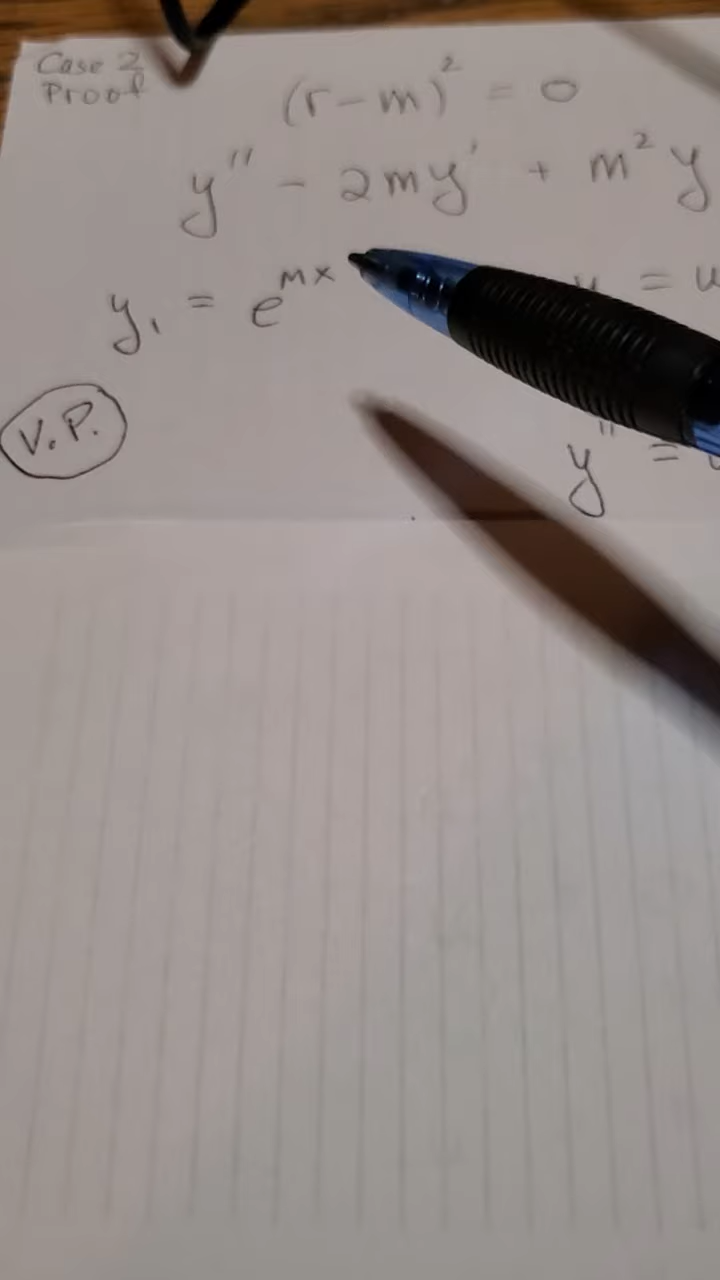 Case 2
Proof
(r - m)² = 0
y'' - 2my' + m²y
y₁ = e^{mx}
y = u
V.P.
y'' =